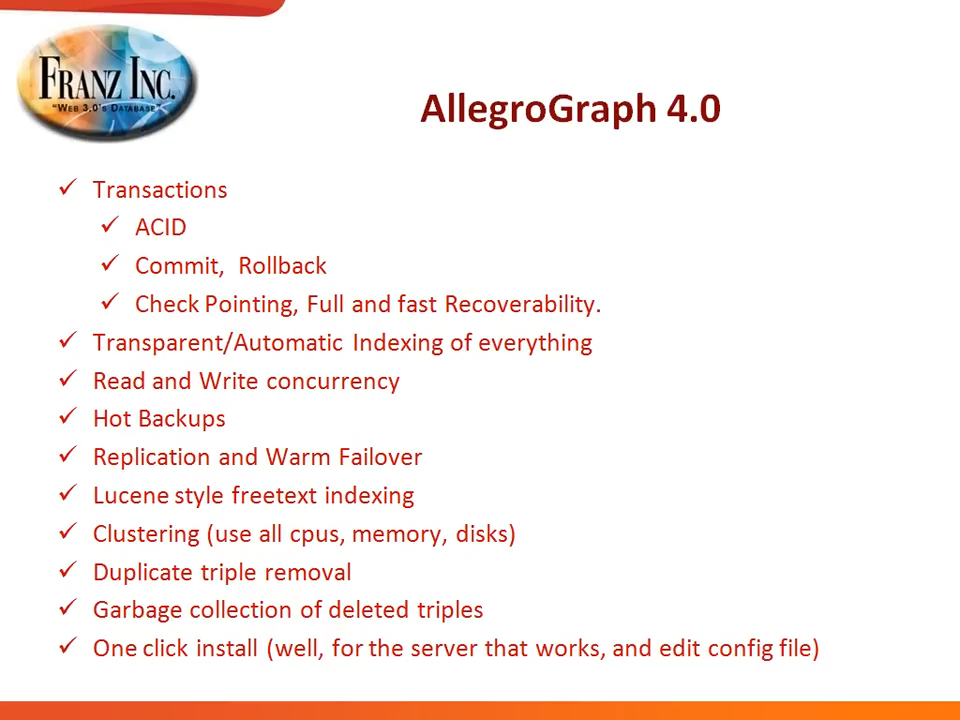 FRANZ INC.
"WEB 3.0'S DATABASE"
AllegroGraph 4.0
Transactions
ACID
Commit, Rollback
Check Pointing, Full and fast Recoverability.
Transparent/Automatic Indexing of everything
Read and Write concurrency
Hot Backups
Replication and Warm Failover
Lucene style freetext indexing
Clustering (use all cpus, memory, disks)
Duplicate triple removal
Garbage collection of deleted triples
One click install (well, for the server that works, and edit config file)